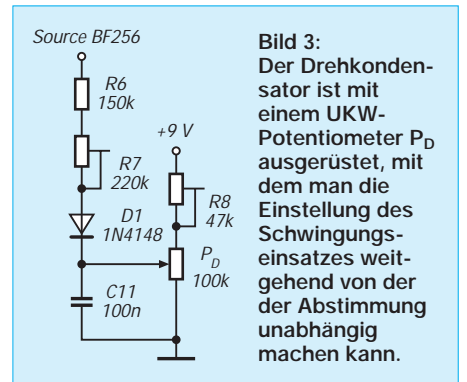 Source BF256
R6
150k
+9 V
R7
220k
R8
47k
D1
1N4148
P_D
100k
C11
100n
Bild 3:
Der Drehkonden-
sator ist mit
einem UKW-
Potentiometer P_D
ausgerüstet, mit
dem man die
Einstellung des
Schwingungs-
einsatzes weit-
gehend von der
der Abstimmung
unabhängig
machen kann.